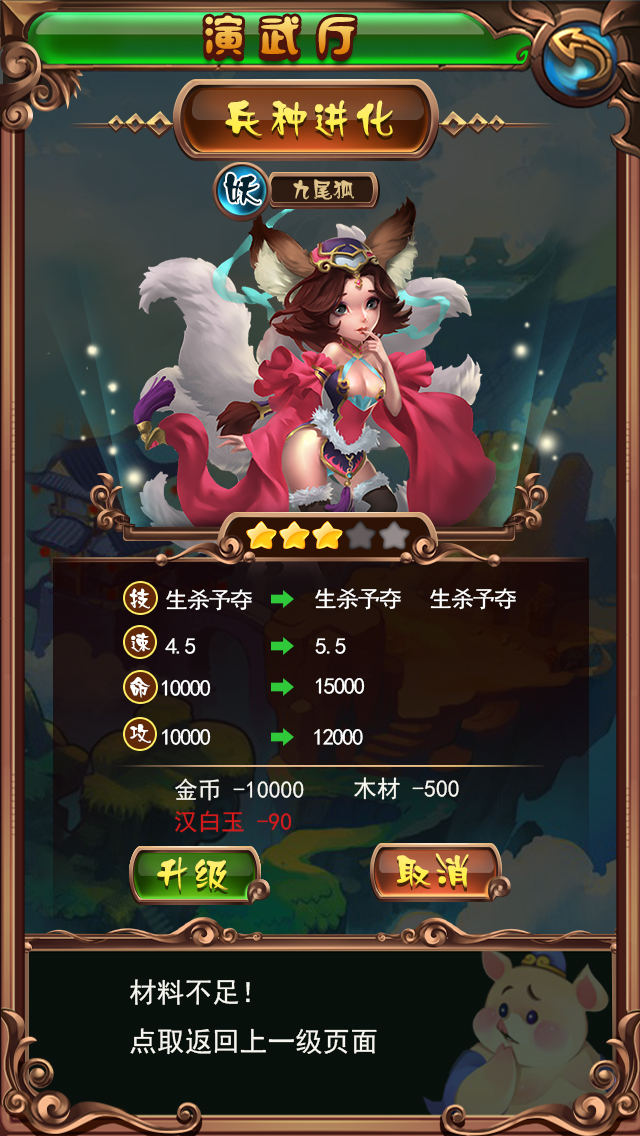 演武厅
兵种进化
妖 九尾狐
技 生杀予夺 生杀予夺 生杀予夺
速 4.5 5.5
命 10000 15000
攻 10000 12000
金币 -10000 木材 -500
汉白玉 -90
升级 取消
材料不足！
点取返回上一级页面